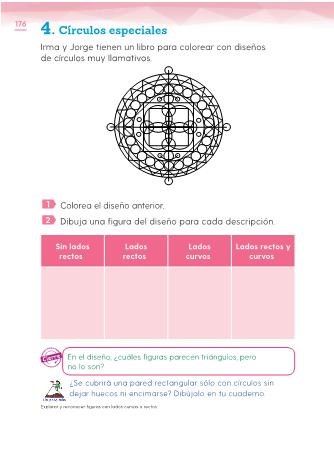 176
4. Círculos especiales
Irma y Jorge tienen un libro para colorear con diseños
de círculos muy llamativos.
1 Colorea el diseño anterior.
2 Dibuja una figura del diseño para cada descripción.
Sin lados rectos
Lados rectos
Lados curvos
Lados rectos y curvos
En el diseño, ¿cuáles figuras parecen triángulos, pero
no lo son?
Un paso más
¿Se cubrirá una pared rectangular sólo con círculos sin
dejar huecos ni encimarse? Dibújalo en tu cuaderno.
Explorar y reconocer figuras con lados curvos o rectos.